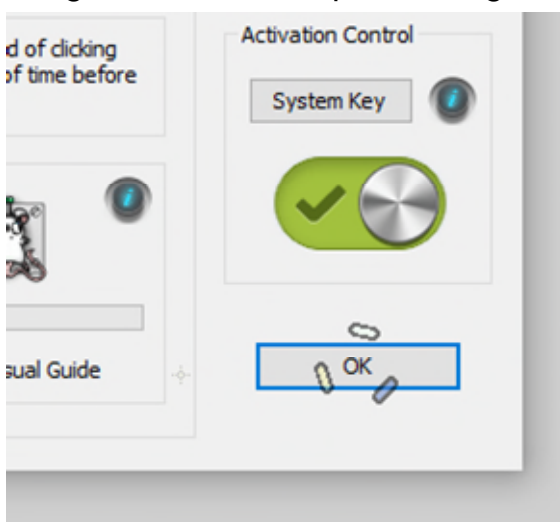 d of clicking
of time before
Activation Control
System Key
sual Guide
OK